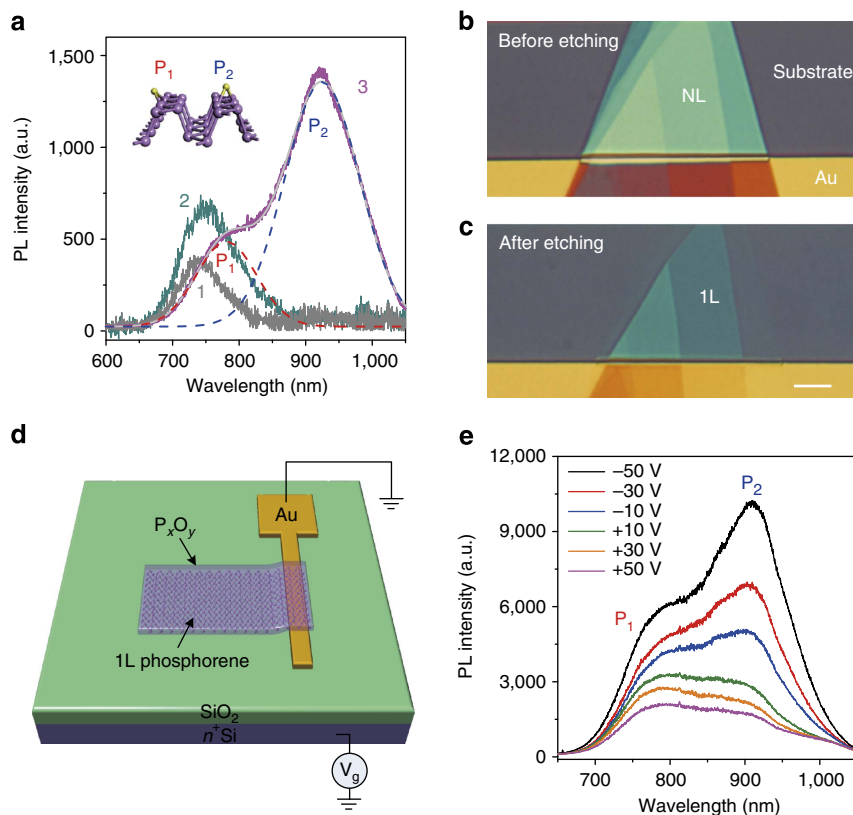 a
1,500
1,000
500
0
PL intensity (a.u.)
600 700 800 900 1,000
Wavelength (nm)
P1 P2
3
P2
2
P1
1
b
Before etching
NL
Substrate
Au
c
After etching
1L
d
Au
PxOy
1L phosphorene
SiO2
n+Si
Vg
e
12,000
9,000
6,000
3,000
0
PL intensity (a.u.)
–50 V
–30 V
–10 V
+10 V
+30 V
+50 V
P2
P1
700 800 900 1,000
Wavelength (nm)